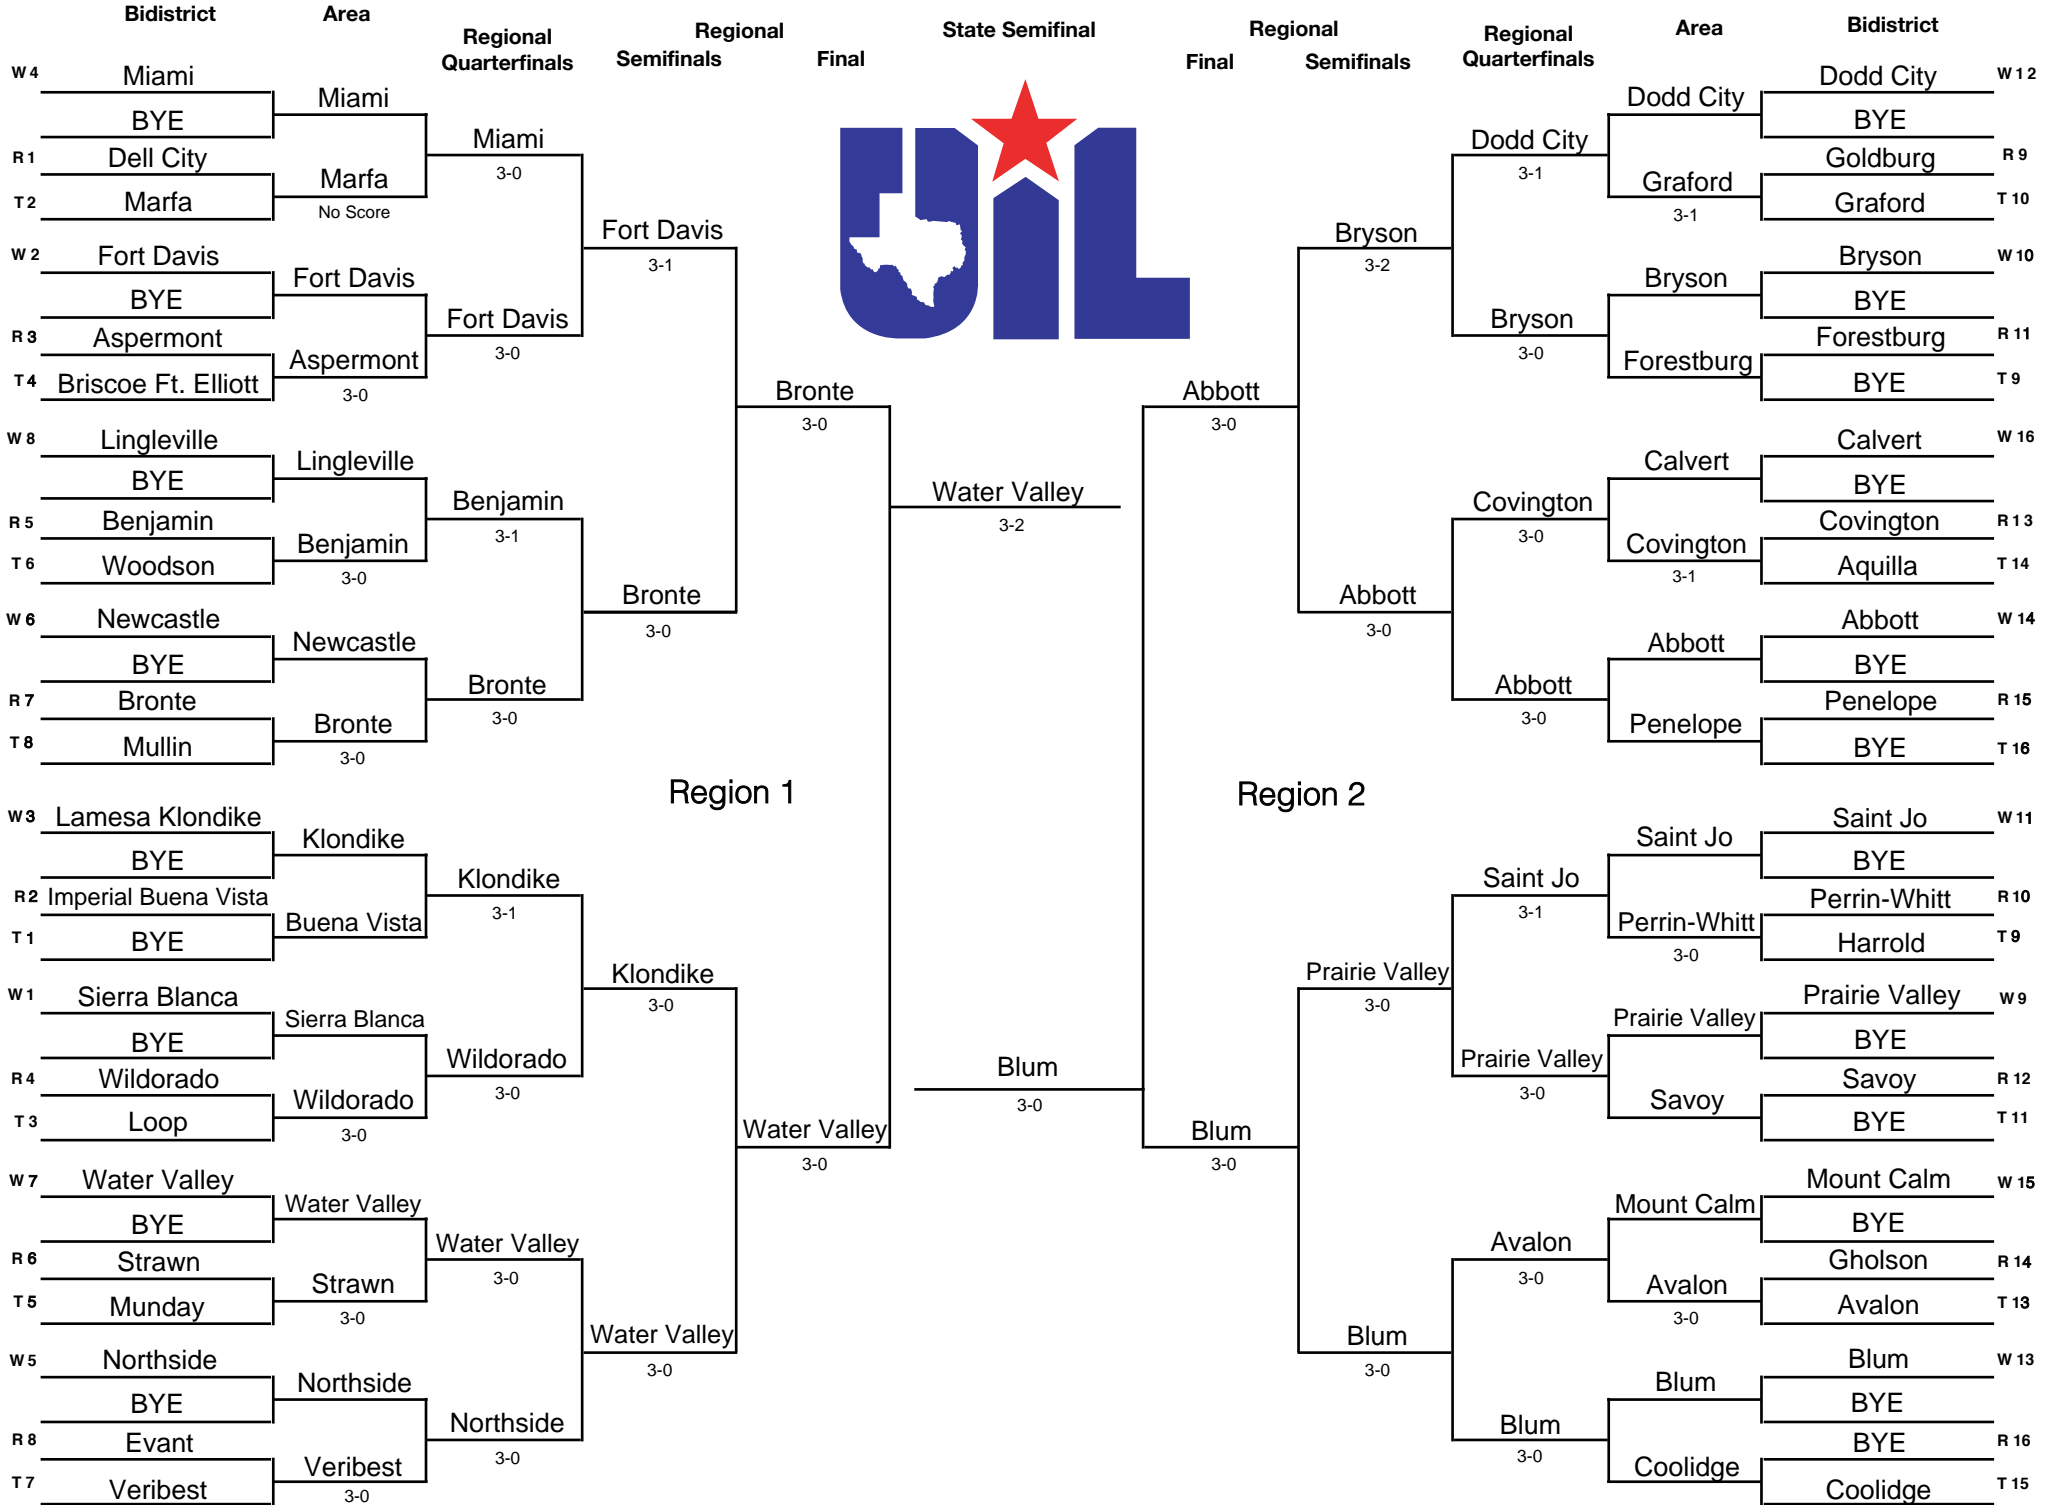 Bidistrict
Area
Regional
Quarterfinals
Regional
Semifinals
Final
State Semifinal
Regional
Final
Semifinals
Regional
Quarterfinals
Area
Bidistrict
W 4
Miami
BYE
R 1
Dell City
T 2
Marfa
W 2
Fort Davis
BYE
R 3
Aspermont
T 4
Briscoe Ft. Elliott
W 8
Lingleville
BYE
R 5
Benjamin
T 6
Woodson
W 6
Newcastle
BYE
R 7
Bronte
T 8
Mullin
W 3
Lamesa Klondike
BYE
R 2
Imperial Buena Vista
T 1
BYE
W 1
Sierra Blanca
BYE
R 4
Wildorado
T 3
Loop
W 7
Water Valley
BYE
R 6
Strawn
T 5
Munday
W 5
Northside
BYE
R 8
Evant
T 7
Veribest
Miami
Marfa
No Score
Fort Davis
Aspermont
3-0
Lingleville
Benjamin
3-0
Newcastle
Bronte
3-0
Klondike
Buena Vista
Sierra Blanca
Wildorado
3-0
Water Valley
Strawn
3-0
Northside
Veribest
3-0
Miami
3-0
Fort Davis
3-0
Benjamin
3-1
Bronte
3-0
Klondike
3-1
Wildorado
3-0
Water Valley
3-0
Northside
3-0
Fort Davis
3-1
Bronte
3-0
Klondike
3-0
Water Valley
3-0
Bronte
3-0
Region 1
Water Valley
3-0
UIL
Water Valley
3-2
Blum
3-0
Abbott
3-0
Region 2
Blum
3-0
Bryson
3-2
Abbott
3-0
Prairie Valley
3-0
Blum
3-0
Dodd City
3-1
Bryson
3-0
Covington
3-0
Abbott
3-0
Saint Jo
3-1
Prairie Valley
3-0
Avalon
3-0
Blum
3-0
Dodd City
Graford
3-1
Bryson
Forestburg
Calvert
Covington
3-1
Abbott
Penelope
Saint Jo
Perrin-Whitt
3-0
Prairie Valley
Savoy
Mount Calm
Avalon
3-0
Blum
Coolidge
Dodd City
W 1 2
BYE
Goldburg
R 9
Graford
T 10
Bryson
W 10
BYE
Forestburg
R 11
BYE
T 9
Calvert
W 16
BYE
Covington
R 1 3
Aquilla
T 14
Abbott
W 14
BYE
Penelope
R 15
BYE
T 16
Saint Jo
W 11
BYE
Perrin-Whitt
R 10
Harrold
T 9
Prairie Valley
W 9
BYE
Savoy
R 12
BYE
T 11
Mount Calm
W 15
BYE
Gholson
R 14
Avalon
T 13
Blum
W 13
BYE
BYE
R 16
Coolidge
T 15